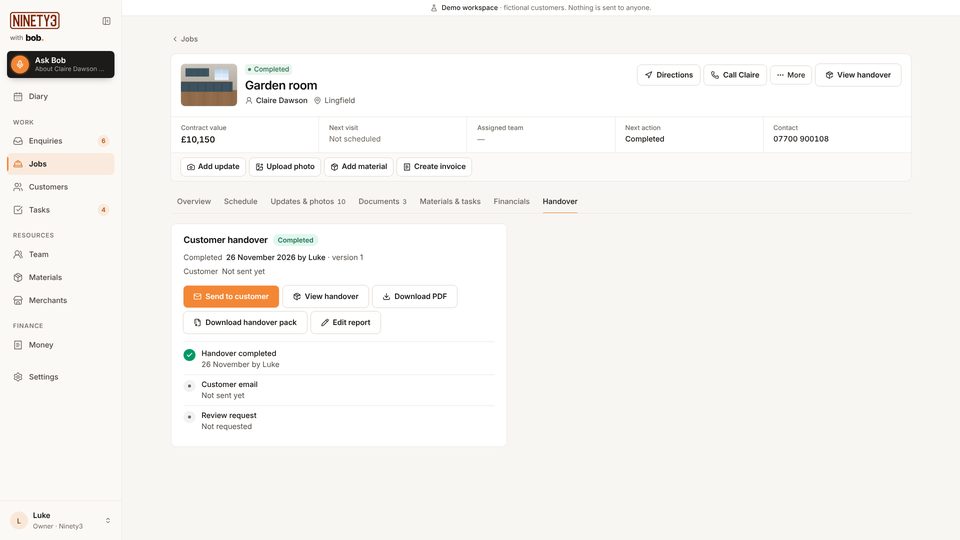 Demo workspace · fictional customers. Nothing is sent to anyone.
NINETY3
with bob.
Ask Bob
About Claire Dawson ...
Diary
WORK
Enquiries 6
Jobs
Customers
Tasks 4
RESOURCES
Team
Materials
Merchants
FINANCE
Money
Settings
L
Luke
Owner · Ninety3
Jobs
Completed
Garden room
Claire Dawson Lingfield
Directions Call Claire More View handover
Contract value Next visit Assigned team Next action Contact
£10,150 Not scheduled — Completed 07700 900108
Add update Upload photo Add material Create invoice
Overview Schedule Updates & photos 10 Documents 3 Materials & tasks Financials Handover
Customer handover Completed
Completed 26 November 2026 by Luke · version 1
Customer Not sent yet
Send to customer View handover Download PDF
Download handover pack Edit report
Handover completed
26 November by Luke
Customer email
Not sent yet
Review request
Not requested